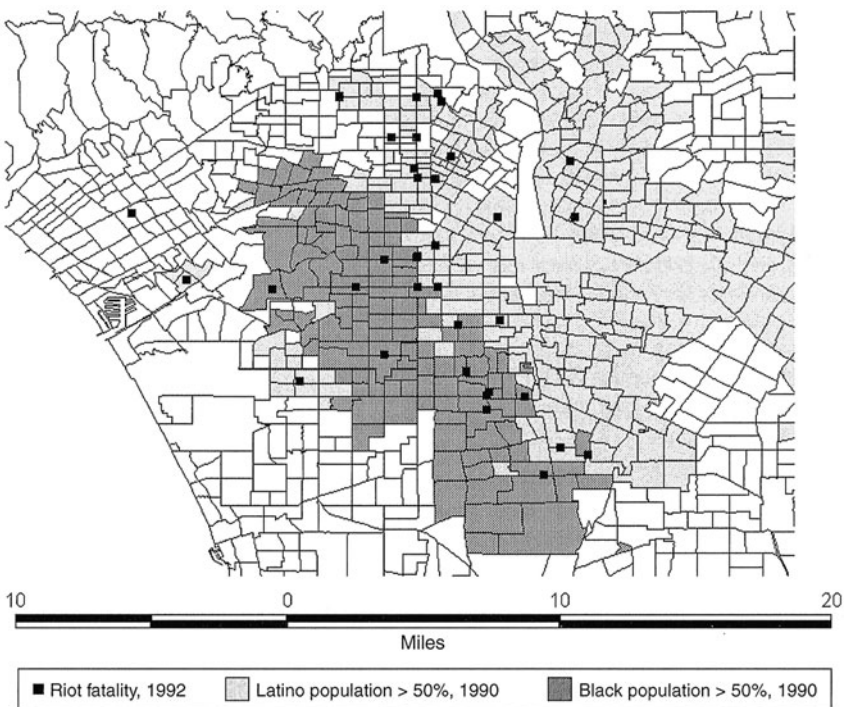 10 0 10 20
Miles
Riot fatality, 1992 Latino population > 50%, 1990 Black population > 50%, 1990